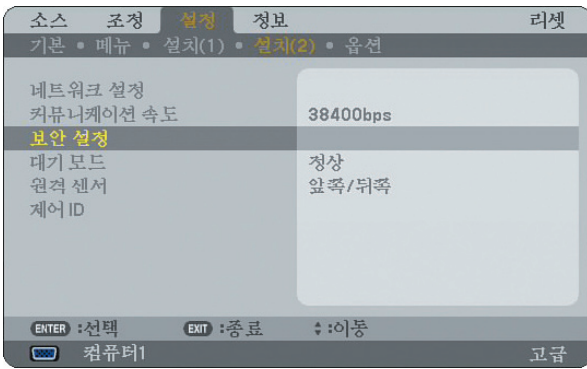 소스 조정 설정 정보 리셋
기본 • 메뉴 • 설치(1) • 설치(2) • 옵션
네트워크 설정
커뮤니케이션 속도 38400bps
보안 설정
대기 모드 정상
원격 센서 앞쪽/뒤쪽
제어 ID
ENTER :선택 EXIT :종료 :이동
컴퓨터1 고급